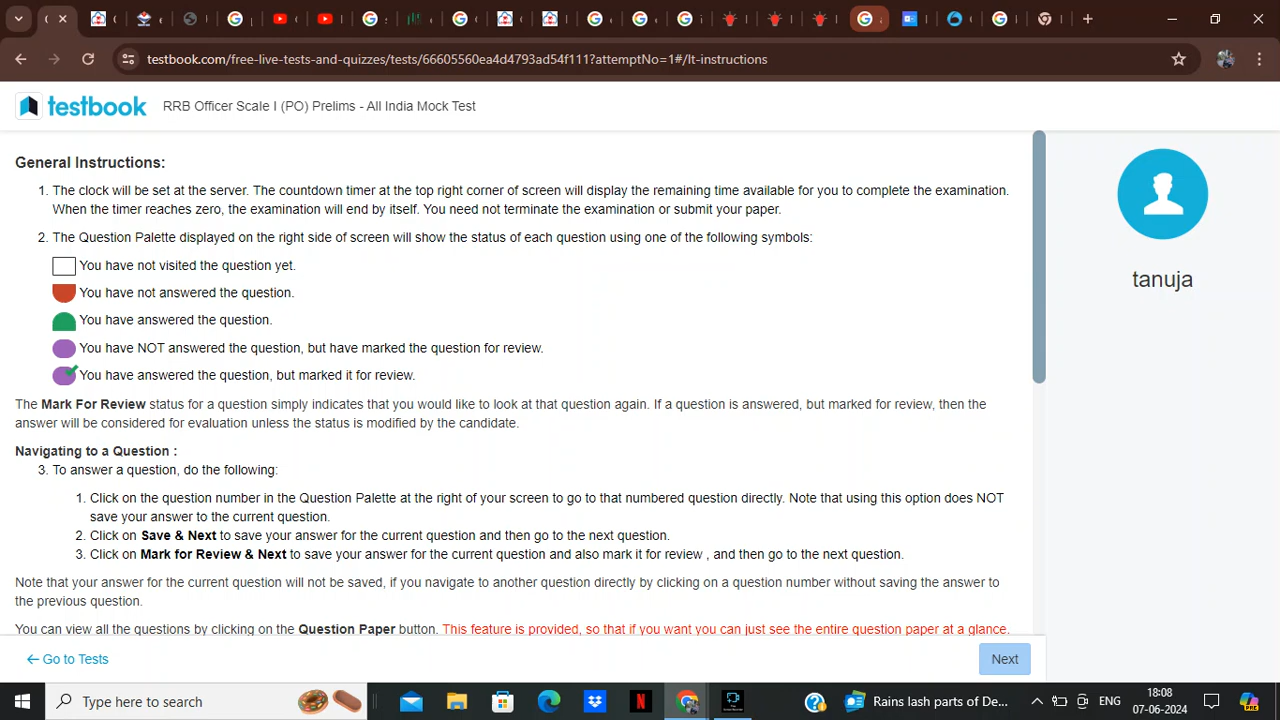 testbook.com/free-live-tests-and-quizzes/tests/66605560ea4d4793ad54f111?attemptNo=1#/lt-instructions
testbook RRB Officer Scale I (PO) Prelims - All India Mock Test
General Instructions:
1. The clock will be set at the server. The countdown timer at the top right corner of screen will display the remaining time available for you to complete the examination.
When the timer reaches zero, the examination will end by itself. You need not terminate the examination or submit your paper.
2. The Question Palette displayed on the right side of screen will show the status of each question using one of the following symbols:
You have not visited the question yet.
You have not answered the question.
You have answered the question.
You have NOT answered the question, but have marked the question for review.
You have answered the question, but marked it for review.
tanuja
The Mark For Review status for a question simply indicates that you would like to look at that question again. If a question is answered, but marked for review, then the
answer will be considered for evaluation unless the status is modified by the candidate.
Navigating to a Question :
3. To answer a question, do the following:
1. Click on the question number in the Question Palette at the right of your screen to go to that numbered question directly. Note that using this option does NOT
save your answer to the current question.
2. Click on Save & Next to save your answer for the current question and then go to the next question.
3. Click on Mark for Review & Next to save your answer for the current question and also mark it for review , and then go to the next question.
Note that your answer for the current question will not be saved, if you navigate to another question directly by clicking on a question number without saving the answer to
the previous question.
You can view all the questions by clicking on the Question Paper button. This feature is provided, so that if you want you can just see the entire question paper at a glance.
Go to Tests
Next
Type here to search
Rains lash parts of De...
ENG
18:08
07-06-2024